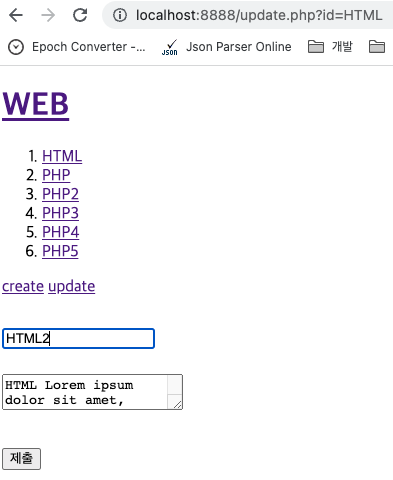 localhost:8888/update.php?id=HTML
Epoch Converter -... Json Parser Online 개발
json
WEB
1. HTML
2. PHP
3. PHP2
4. PHP3
5. PHP4
6. PHP5
create update
HTML2
HTML Lorem ipsum
dolor sit amet,
제출